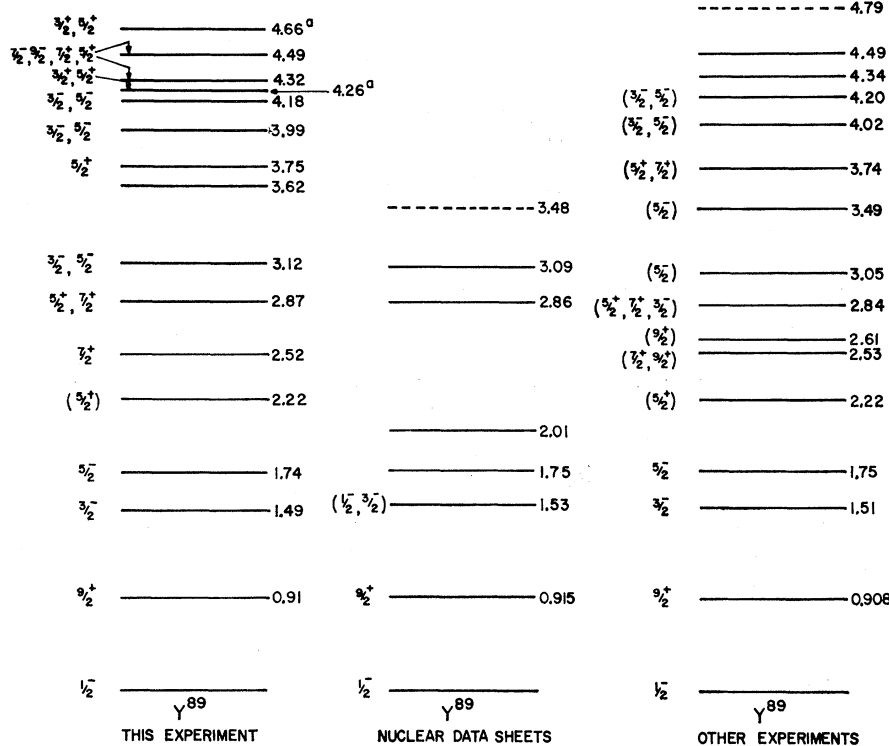 3/2⁺, 5/2⁺ 4.66ᵃ
7/2⁻, 9/2⁻, 7/2⁺, 5/2⁺ 4.49
3/2⁺, 5/2⁺ 4.32
4.26ᵃ
3/2⁻, 5/2⁻ 4.18
3/2⁻, 5/2⁻ 3.99
5/2⁺ 3.75
3.62
3/2⁻, 5/2⁻ 3.12
5/2⁺, 7/2⁺ 2.87
7/2⁺ 2.52
(5/2⁺) 2.22
5/2⁻ 1.74
3/2⁻ 1.49
9/2⁺ 0.91
1/2⁻
Y⁸⁹
THIS EXPERIMENT
3.48
3.09
2.86
2.01
1.75
(1/2⁻, 3/2⁻) 1.53
9/2⁺ 0.915
1/2⁻
Y⁸⁹
NUCLEAR DATA SHEETS
4.79
4.49
4.34
(3/2⁻, 5/2⁻) 4.20
(3/2⁻, 5/2⁻) 4.02
(5/2⁺, 7/2⁺) 3.74
(5/2⁻) 3.49
(5/2⁻) 3.05
(5/2⁺, 7/2⁺, 3/2⁻) 2.84
(9/2⁺) 2.61
(7/2⁺, 9/2⁺) 2.53
(5/2⁺) 2.22
5/2⁻ 1.75
3/2⁻ 1.51
9/2⁺ 0.908
1/2⁻
Y⁸⁹
OTHER EXPERIMENTS